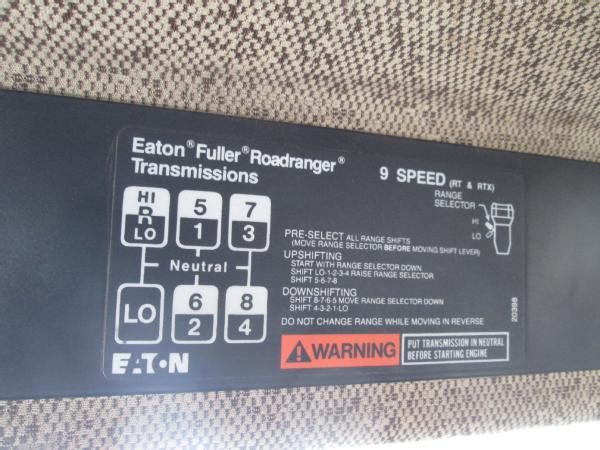 Eaton® Fuller® Roadranger®
Transmissions
9 SPEED (RT & RTX)
HI
R
LO
5
1
7
3
Neutral
LO
6
2
8
4
RANGE
SELECTOR
HI
LO
PRE-SELECT ALL RANGE SHIFTS
(MOVE RANGE SELECTOR BEFORE MOVING SHIFT LEVER)
UPSHIFTING
START WITH RANGE SELECTOR DOWN
SHIFT LO-1-2-3-4 RAISE RANGE SELECTOR
SHIFT 5-6-7-8
DOWNSHIFTING
SHIFT 8-7-6-5 MOVE RANGE SELECTOR DOWN
SHIFT 4-3-2-1-LO
DO NOT CHANGE RANGE WHILE MOVING IN REVERSE
WARNING
PUT TRANSMISSION IN NEUTRAL
BEFORE STARTING ENGINE
EATON
20398